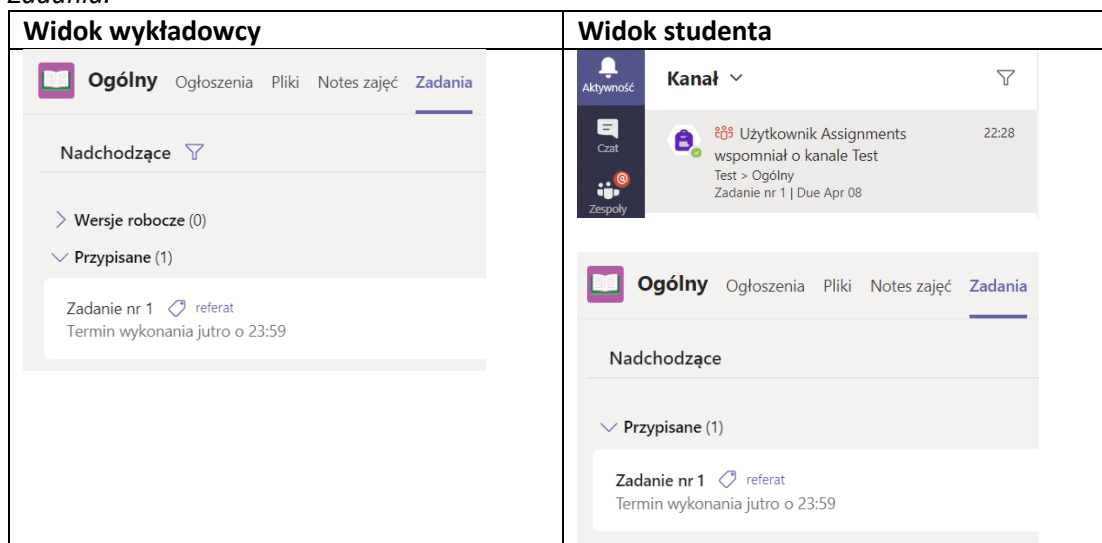 Zadania.
Widok wykładowcy
Ogólny Ogłoszenia Pliki Notes zajęć Zadania
Nadchodzące
Wersje robocze (0)
Przypisane (1)
Zadanie nr 1 referat
Termin wykonania jutro o 23:59
Widok studenta
Aktywność
Czat
Zespoły
Kanał
Użytkownik Assignments 22:28
wspomniał o kanale Test
Test > Ogólny
Zadanie nr 1 | Due Apr 08
Ogólny Ogłoszenia Pliki Notes zajęć Zadania
Nadchodzące
Przypisane (1)
Zadanie nr 1 referat
Termin wykonania jutro o 23:59